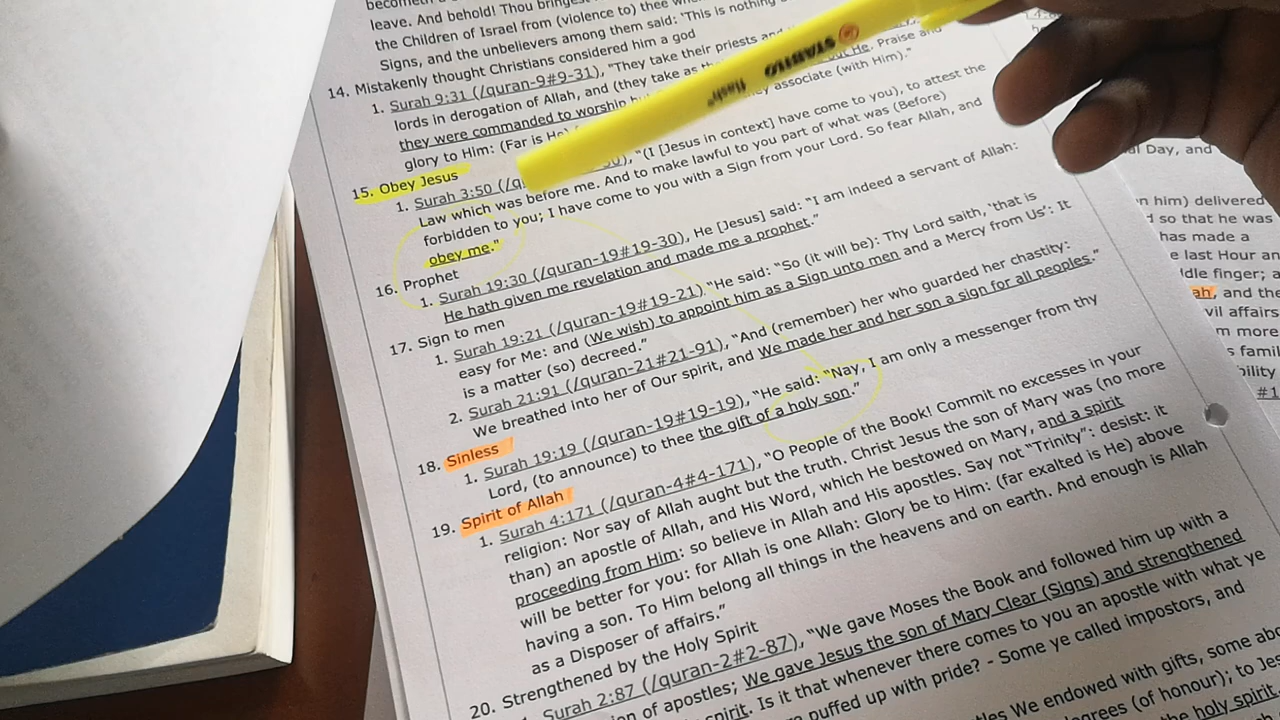 becometh a
leave. And behold! Thou bringest
the Children of Israel from (violence to) thee when
Signs, and the unbelievers among them said: 'This is nothing
Mistakenly thought Christians considered him a god
14.
1. Surah 9:31 (/quran-9#9-31), "They take their priests and
lords in derogation of Allah, and (they take as
they were commanded to worship but He. Praise and
glory to Him: (Far is He) associate (with Him)."
15. Obey Jesus
1. Surah 3:50 (/qu 50), "(I [Jesus in context] have come to you), to attest the
Law which was before me. And to make lawful to you part of what was (Before)
forbidden to you; I have come to you with a Sign from your Lord. So fear Allah, and
obey me."
16. Prophet
1. Surah 19:30 (/quran-19#19-30), He [Jesus] said: "I am indeed a servant of Allah:
He hath given me revelation and made me a prophet."
17. Sign to men
1. Surah 19:21 (/quran-19#19-21) "He said: "So (it will be): Thy Lord saith, 'that is
easy for Me: and (We wish) to appoint him as a Sign unto men and a Mercy from Us': It
is a matter (so) decreed."
2. Surah 21:91 (/quran-21#21-91), "And (remember) her who guarded her chastity:
We breathed into her of Our spirit, and We made her and her son a sign for all peoples."
18. Sinless
1. Surah 19:19 (/quran-19#19-19), "He said: "Nay, I am only a messenger from thy
Lord, (to announce) to thee the gift of a holy son."
19. Spirit of Allah
1. Surah 4:171 (/quran-4#4-171), "O People of the Book! Commit no excesses in your
religion: Nor say of Allah aught but the truth. Christ Jesus the son of Mary was (no more
than) an apostle of Allah, and His Word, which He bestowed on Mary, and a spirit
proceeding from Him: so believe in Allah and His apostles. Say not "Trinity": desist: it
will be better for you: for Allah is one Allah: Glory be to Him: (far exalted is He) above
having a son. To Him belong all things in the heavens and on earth. And enough is Allah
as a Disposer of affairs."
20. Strengthened by the Holy Spirit
1. Surah 2:87 (/quran-2#2-87), "We gave Moses the Book and followed him up with a
ion of apostles; We gave Jesus the son of Mary Clear (Signs) and strengthened
spirit. Is it that whenever there comes to you an apostle with what ye
puffed up with pride? - Some ye called impostors, and
We endowed with gifts, some abo
degrees (of honour); to Jes
the holy spirit
STABILO
flash
Day, and
n him) delivered
so that he was
has made a
e last Hour an
ddle finger; a
ah, and the
vil affairs
m more
s famil
bility
#1